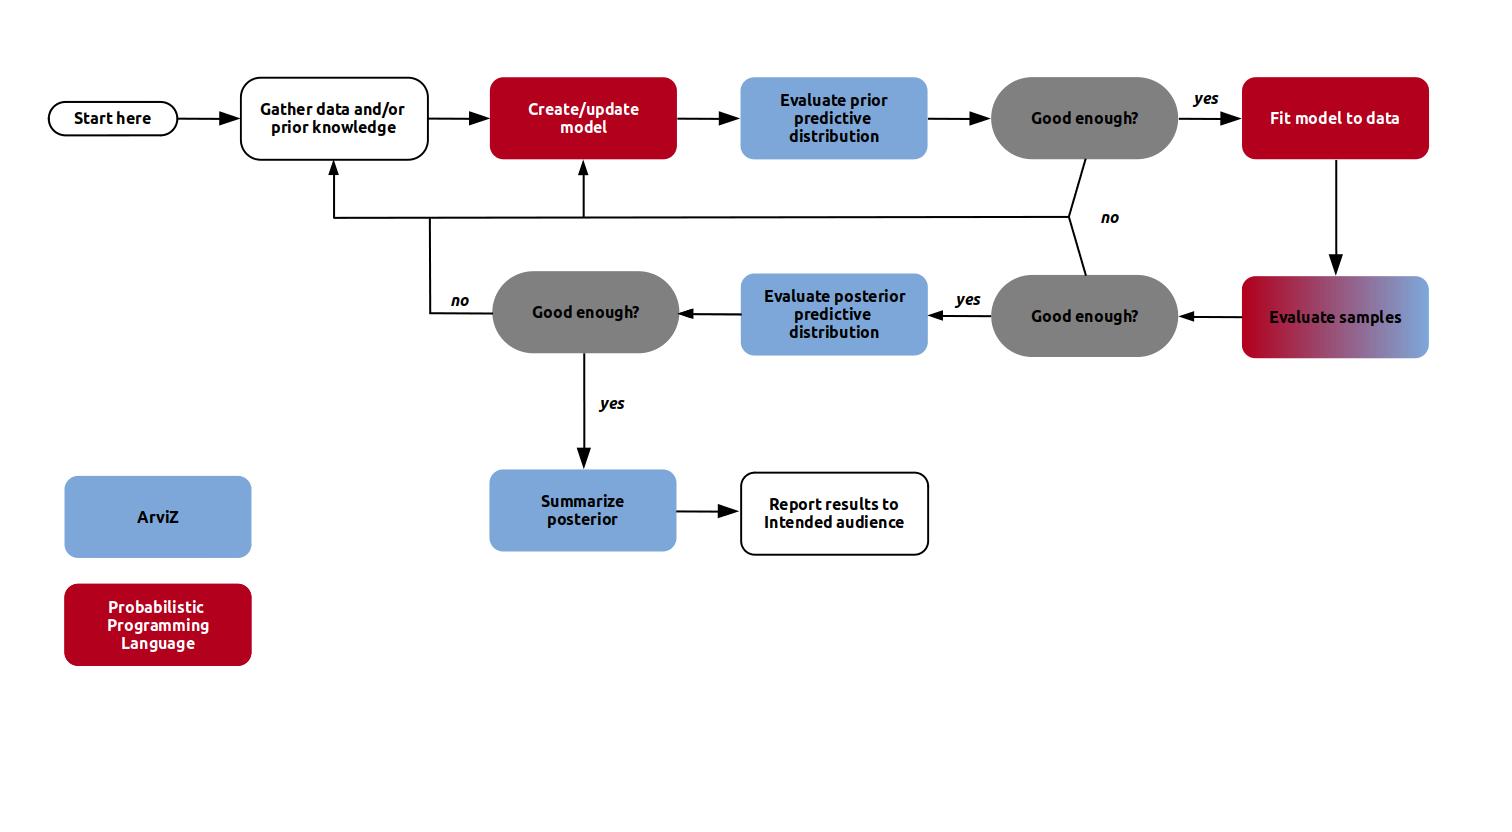 Start here
Gather data and/or
prior knowledge
Create/update
model
Evaluate prior
predictive
distribution
Good enough?
yes
Fit model to data
no
Evaluate samples
Good enough?
yes
Evaluate posterior
predictive
distribution
Good enough?
no
yes
Summarize
posterior
Report results to
Intended audience
ArviZ
Probabilistic
Programming
Language